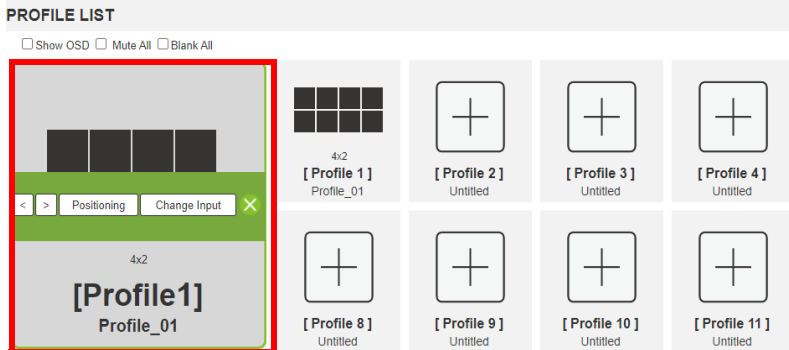 PROFILE LIST
Show OSD Mute All Blank All
< > Positioning Change Input
4x2
[Profile1]
Profile_01
4x2
[ Profile 1 ]
Profile_01
[ Profile 2 ]
Untitled
[ Profile 3 ]
Untitled
[ Profile 4 ]
Untitled
[ Profile 8 ]
Untitled
[ Profile 9 ]
Untitled
[ Profile 10 ]
Untitled
[ Profile 11 ]
Untitled